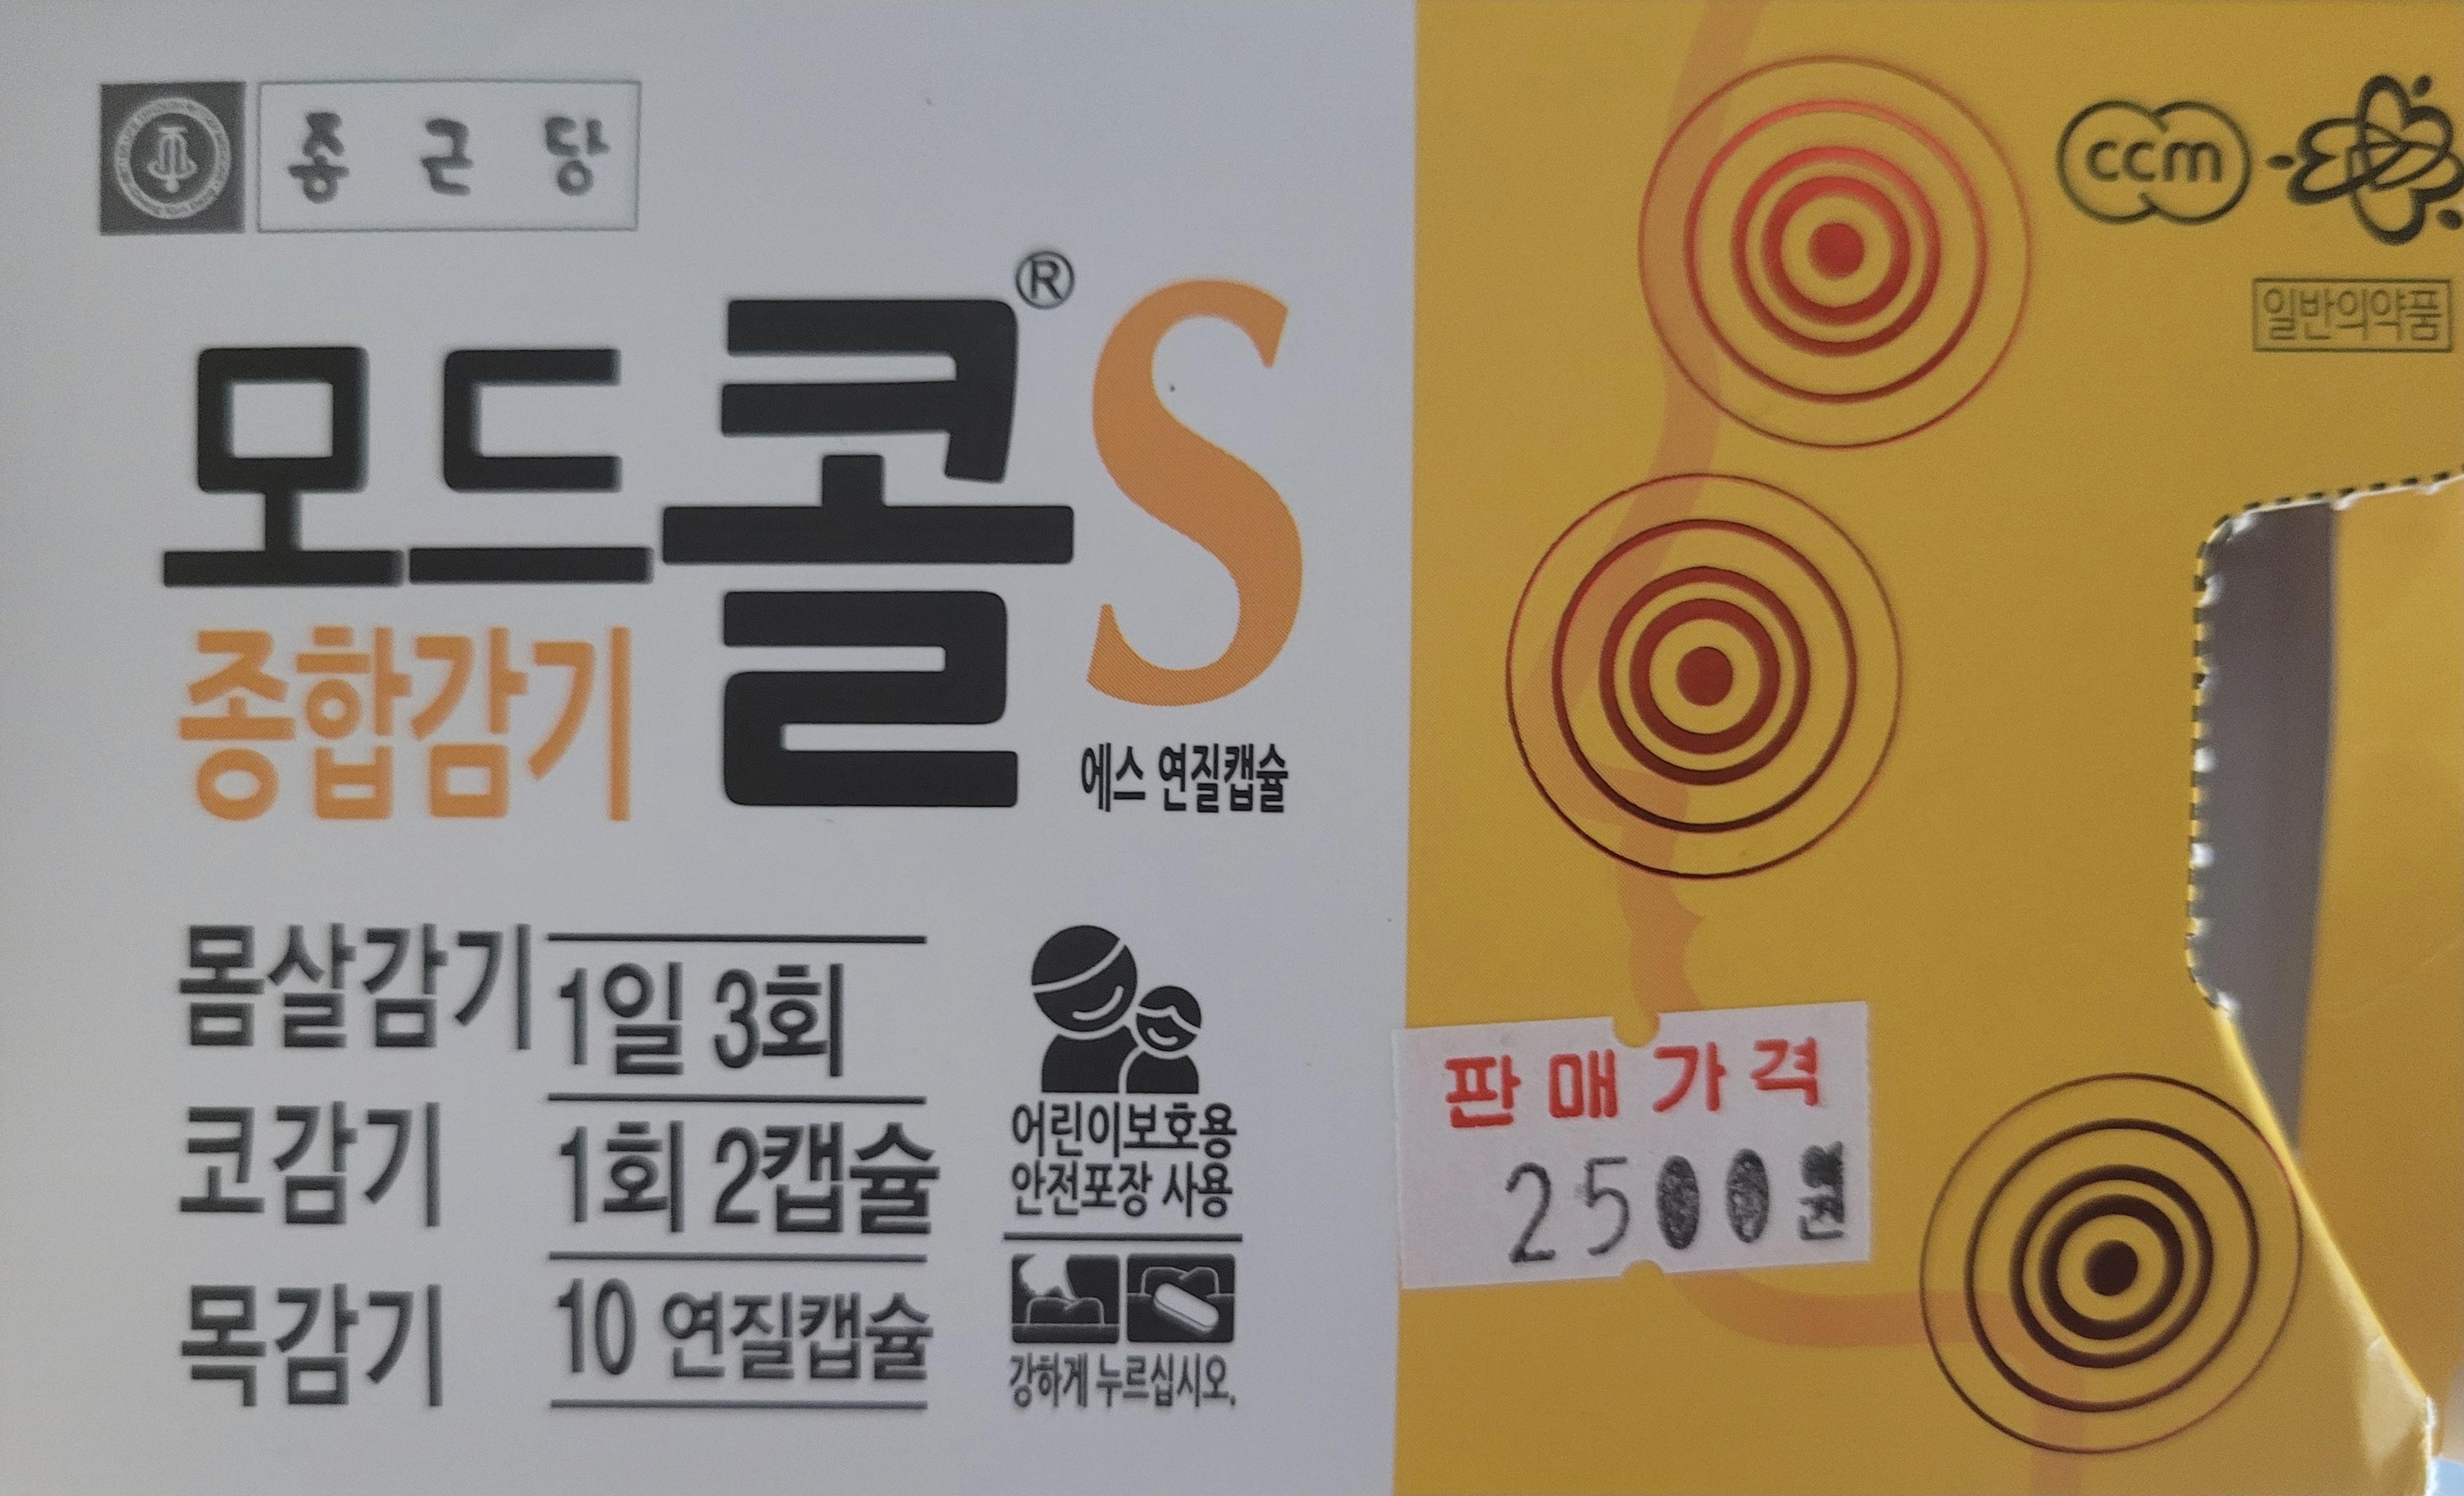 종근당
모드콜® S
종합감기
에스 연질캡슐
몸살감기
코감기
목감기
1일 3회
1회 2캡슐
10 연질캡슐
어린이보호용
안전포장 사용
강하게 누르십시오.
ccm
일반의약품
판매가격
2500원